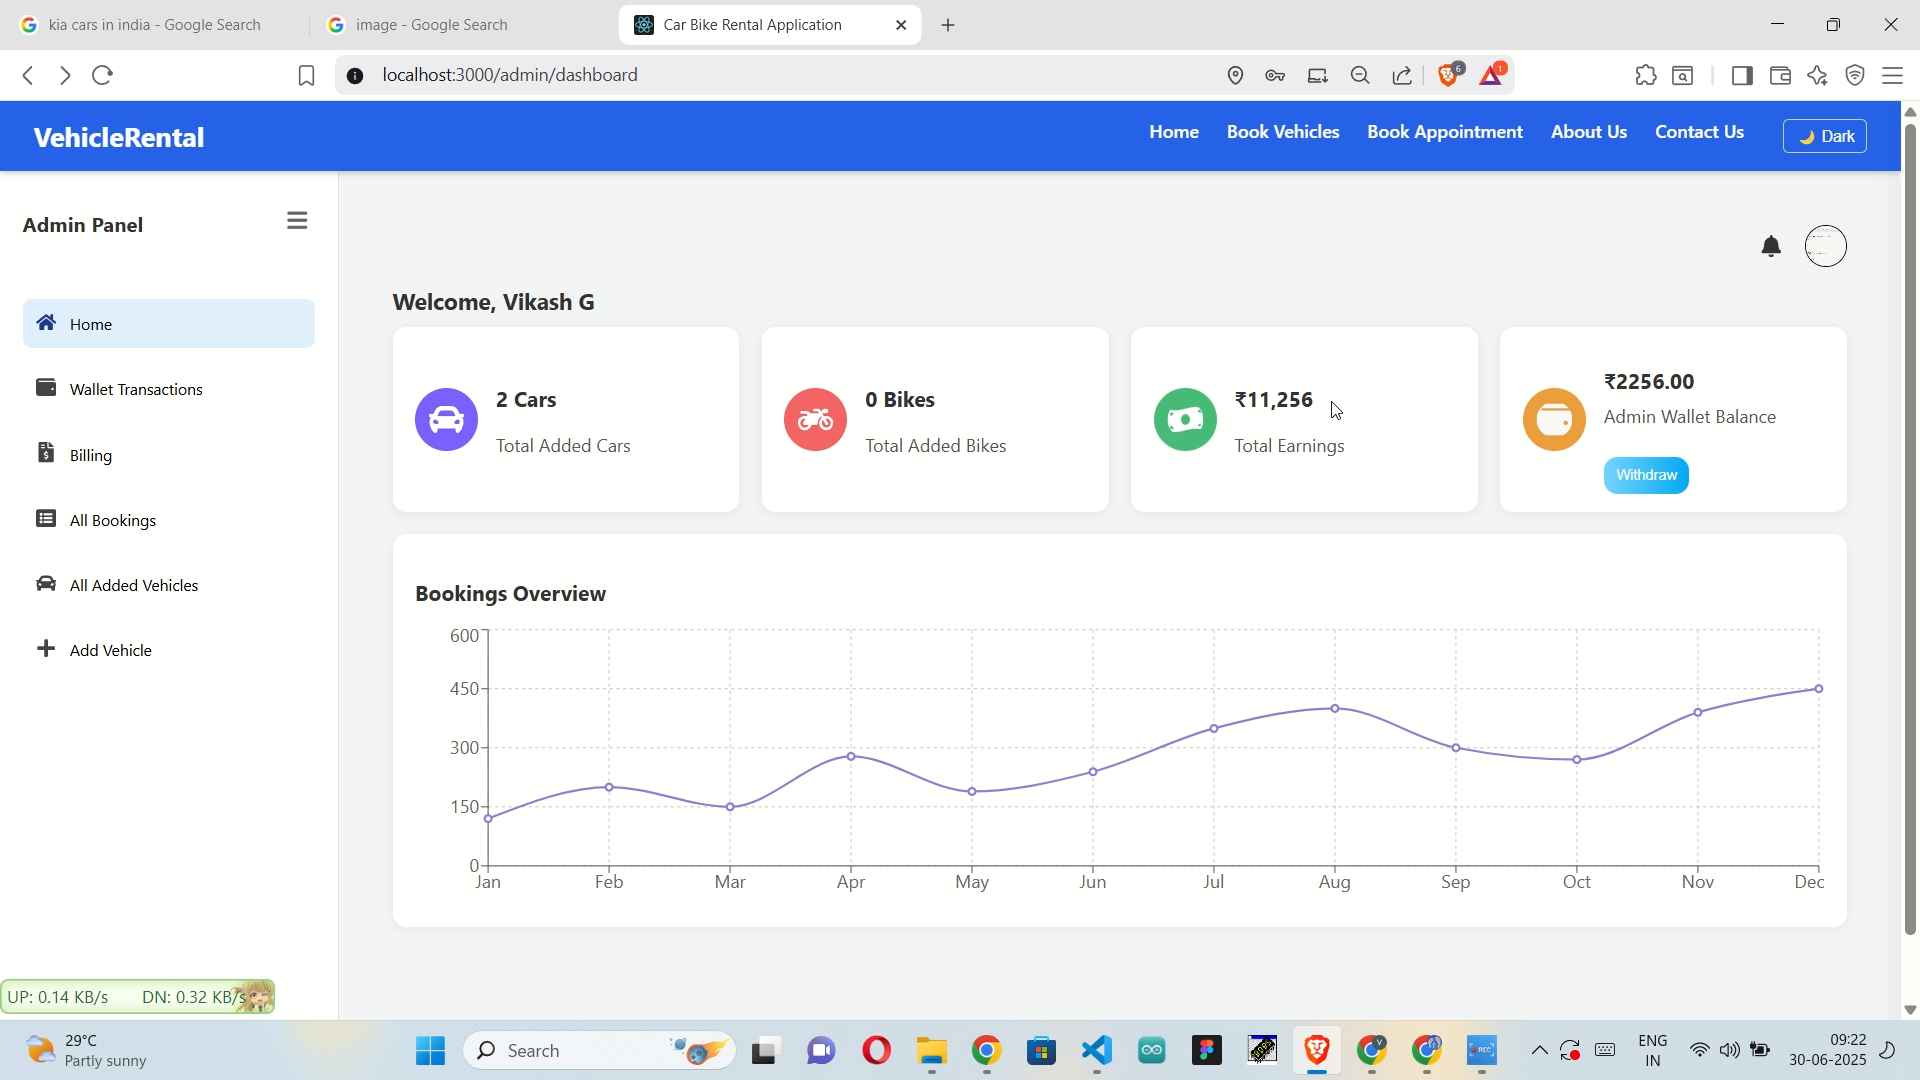 kia cars in india - Google Search
image - Google Search
Car Bike Rental Application
localhost:3000/admin/dashboard
6
1
VehicleRental
Home
Book Vehicles
Book Appointment
About Us
Contact Us
Dark
Admin Panel
Home
Wallet Transactions
Billing
All Bookings
All Added Vehicles
Add Vehicle
Welcome, Vikash G
2 Cars
Total Added Cars
0 Bikes
Total Added Bikes
₹11,256
Total Earnings
₹2256.00
Admin Wallet Balance
Withdraw
Bookings Overview
600
450
300
150
0
Jan
Feb
Mar
Apr
May
Jun
Jul
Aug
Sep
Oct
Nov
Dec
UP: 0.14 KB/s
DN: 0.32 KB/s
29°C
Partly sunny
Search
V
REC
ENG
IN
09:22
30-06-2025